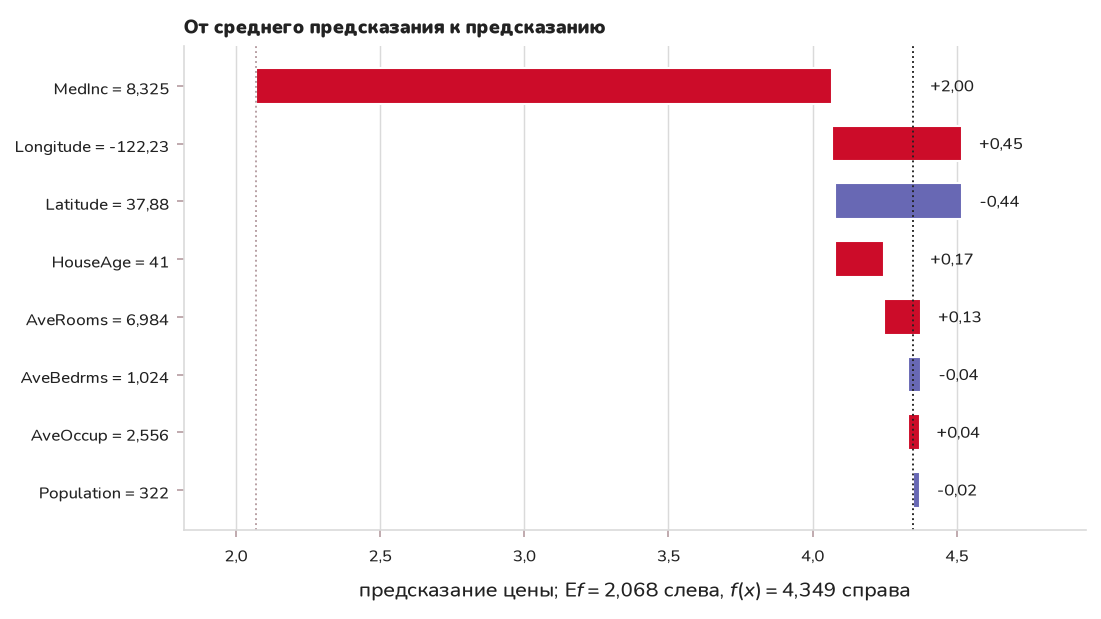 От среднего предсказания к предсказанию
MedInc = 8,325 +2,00
Longitude = -122,23 +0,45
Latitude = 37,88 -0,44
HouseAge = 41 +0,17
AveRooms = 6,984 +0,13
AveBedrms = 1,024 -0,04
AveOccup = 2,556 +0,04
Population = 322 -0,02
2,0 2,5 3,0 3,5 4,0 4,5
предсказание цены; Ef = 2,068 слева, f(x) = 4,349 справа